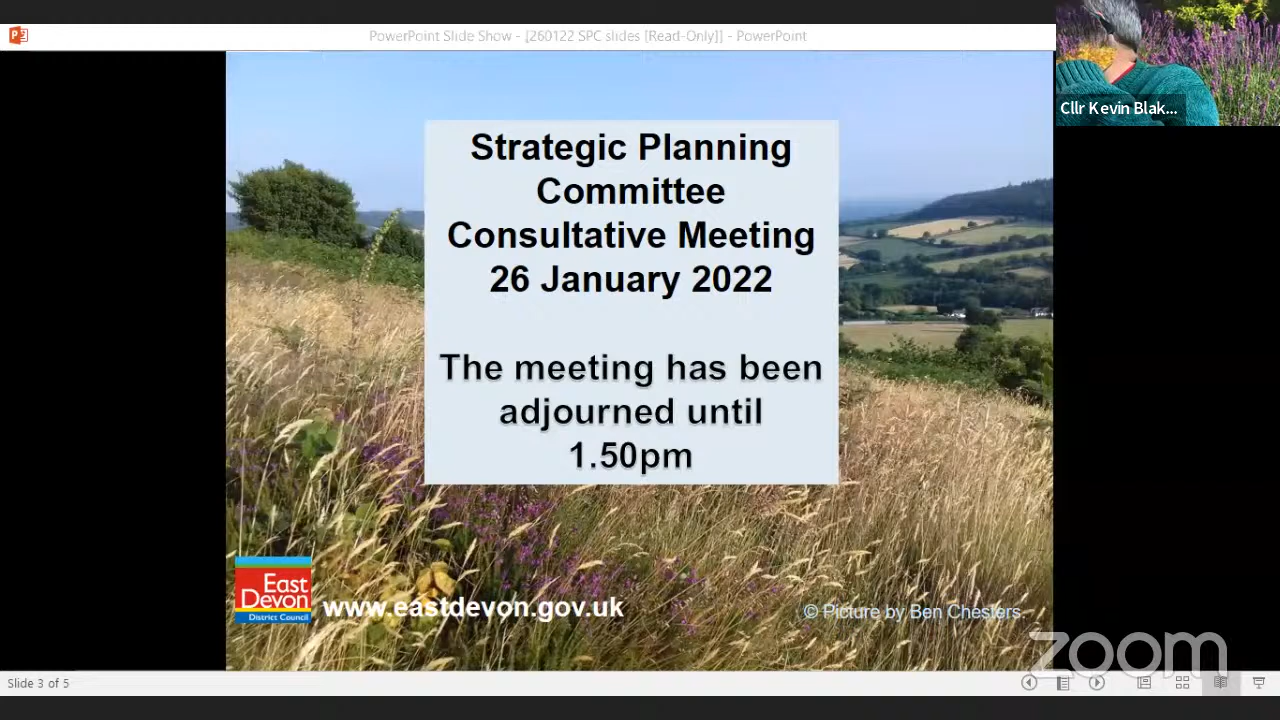 PowerPoint Slide Show - [260122 SPC slides [Read-Only]] - PowerPoint
Cllr Kevin Blak...
Strategic Planning
Committee
Consultative Meeting
26 January 2022
The meeting has been
adjourned until
1.50pm
East
Devon
District Council
www.eastdevon.gov.uk
© Picture by Ben Chesters.
zoom
Slide 3 of 5